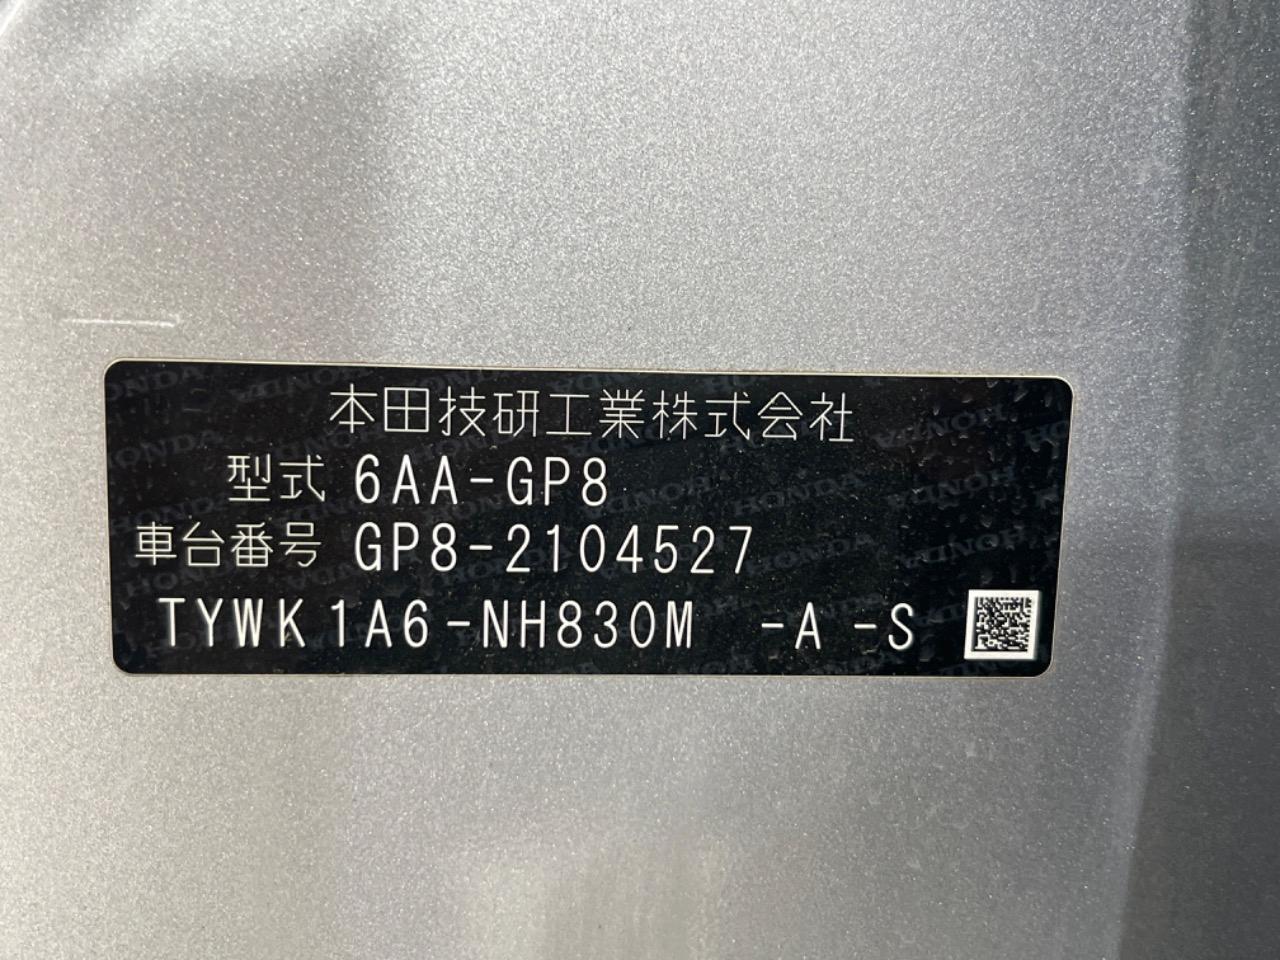 本田技研工業株式会社
型式 6AA-GP8
車台番号 GP8-2104527
TYWK1A6-NH830M -A -S